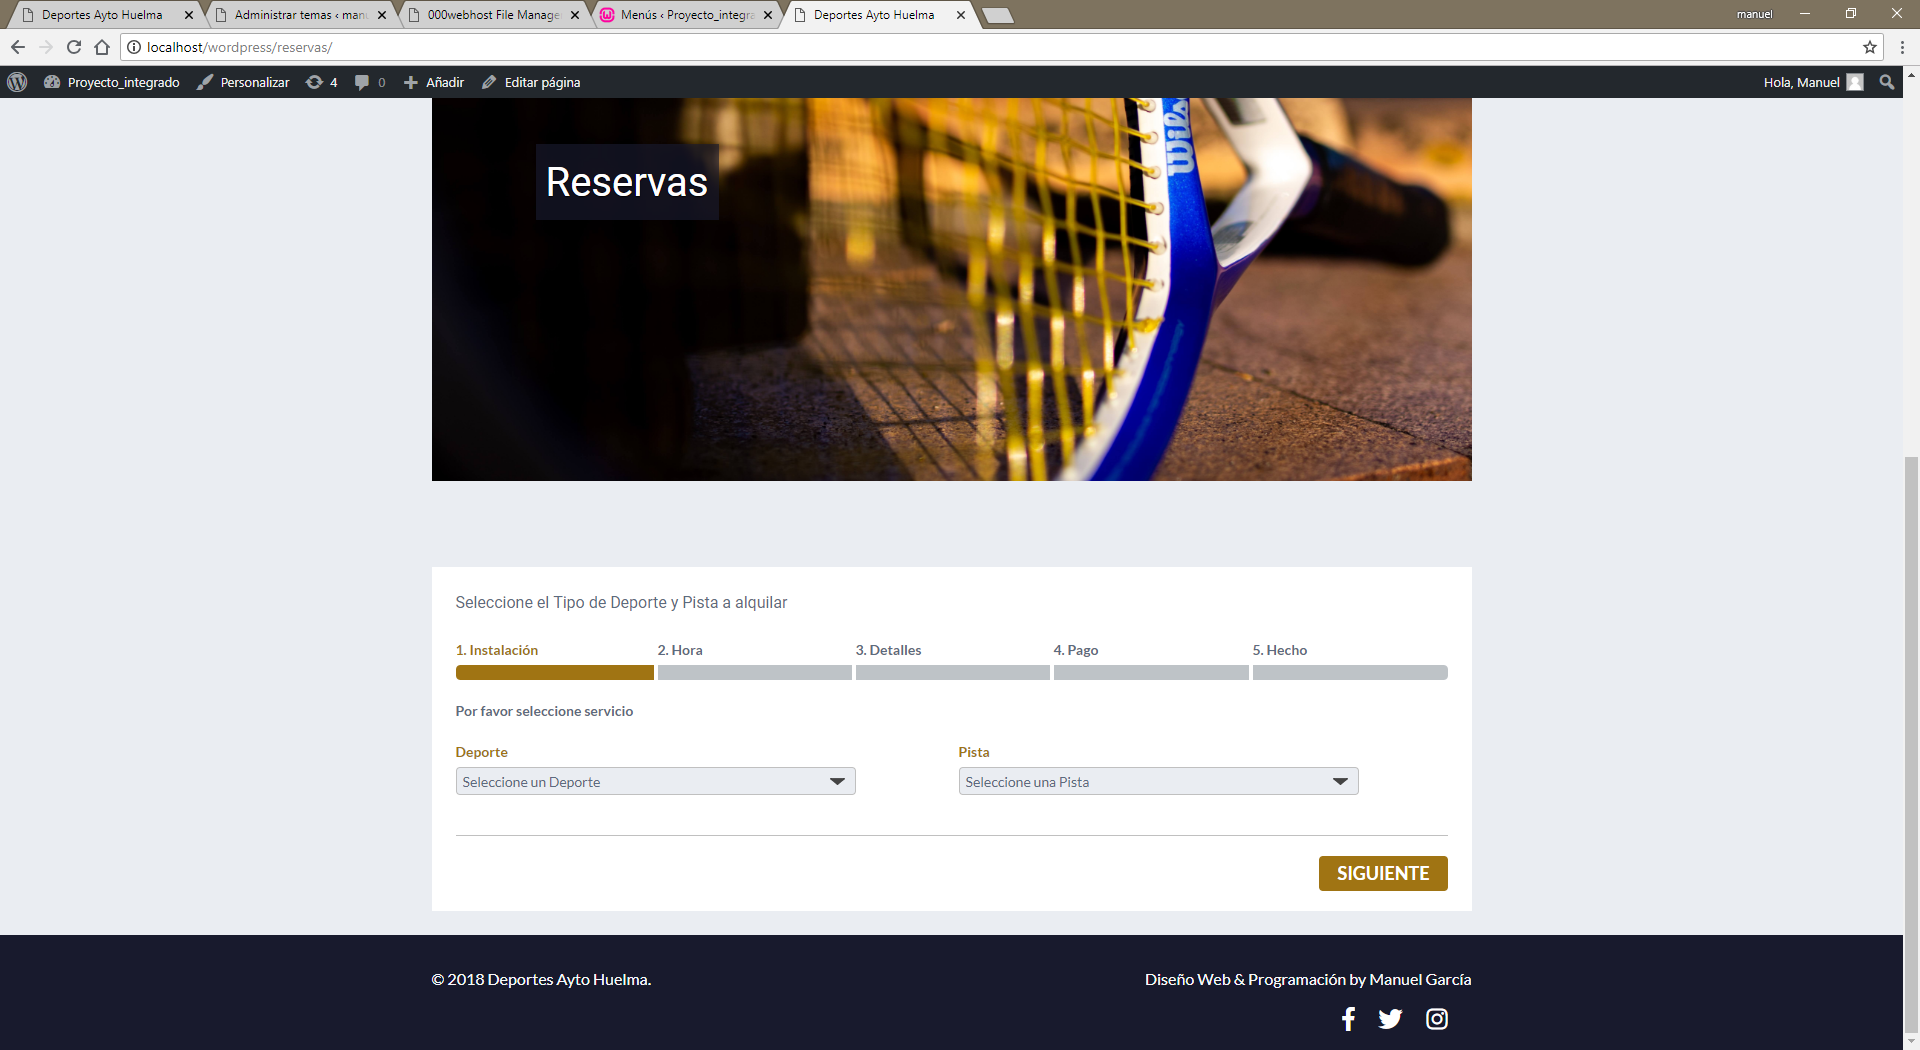 Deportes Ayto Huelma
Administrar temas ‹ man
000webhost File Manage
Menús ‹ Proyecto_integra
Deportes Ayto Huelma
manuel
localhost/wordpress/reservas/
Proyecto_integrado
Personalizar
4
0
Añadir
Editar página
Hola, Manuel
Reservas
Wils
Seleccione el Tipo de Deporte y Pista a alquilar
1. Instalación
2. Hora
3. Detalles
4. Pago
5. Hecho
Por favor seleccione servicio
Deporte
Pista
Seleccione un Deporte
Seleccione una Pista
SIGUIENTE
© 2018 Deportes Ayto Huelma.
Diseño Web & Programación by Manuel García